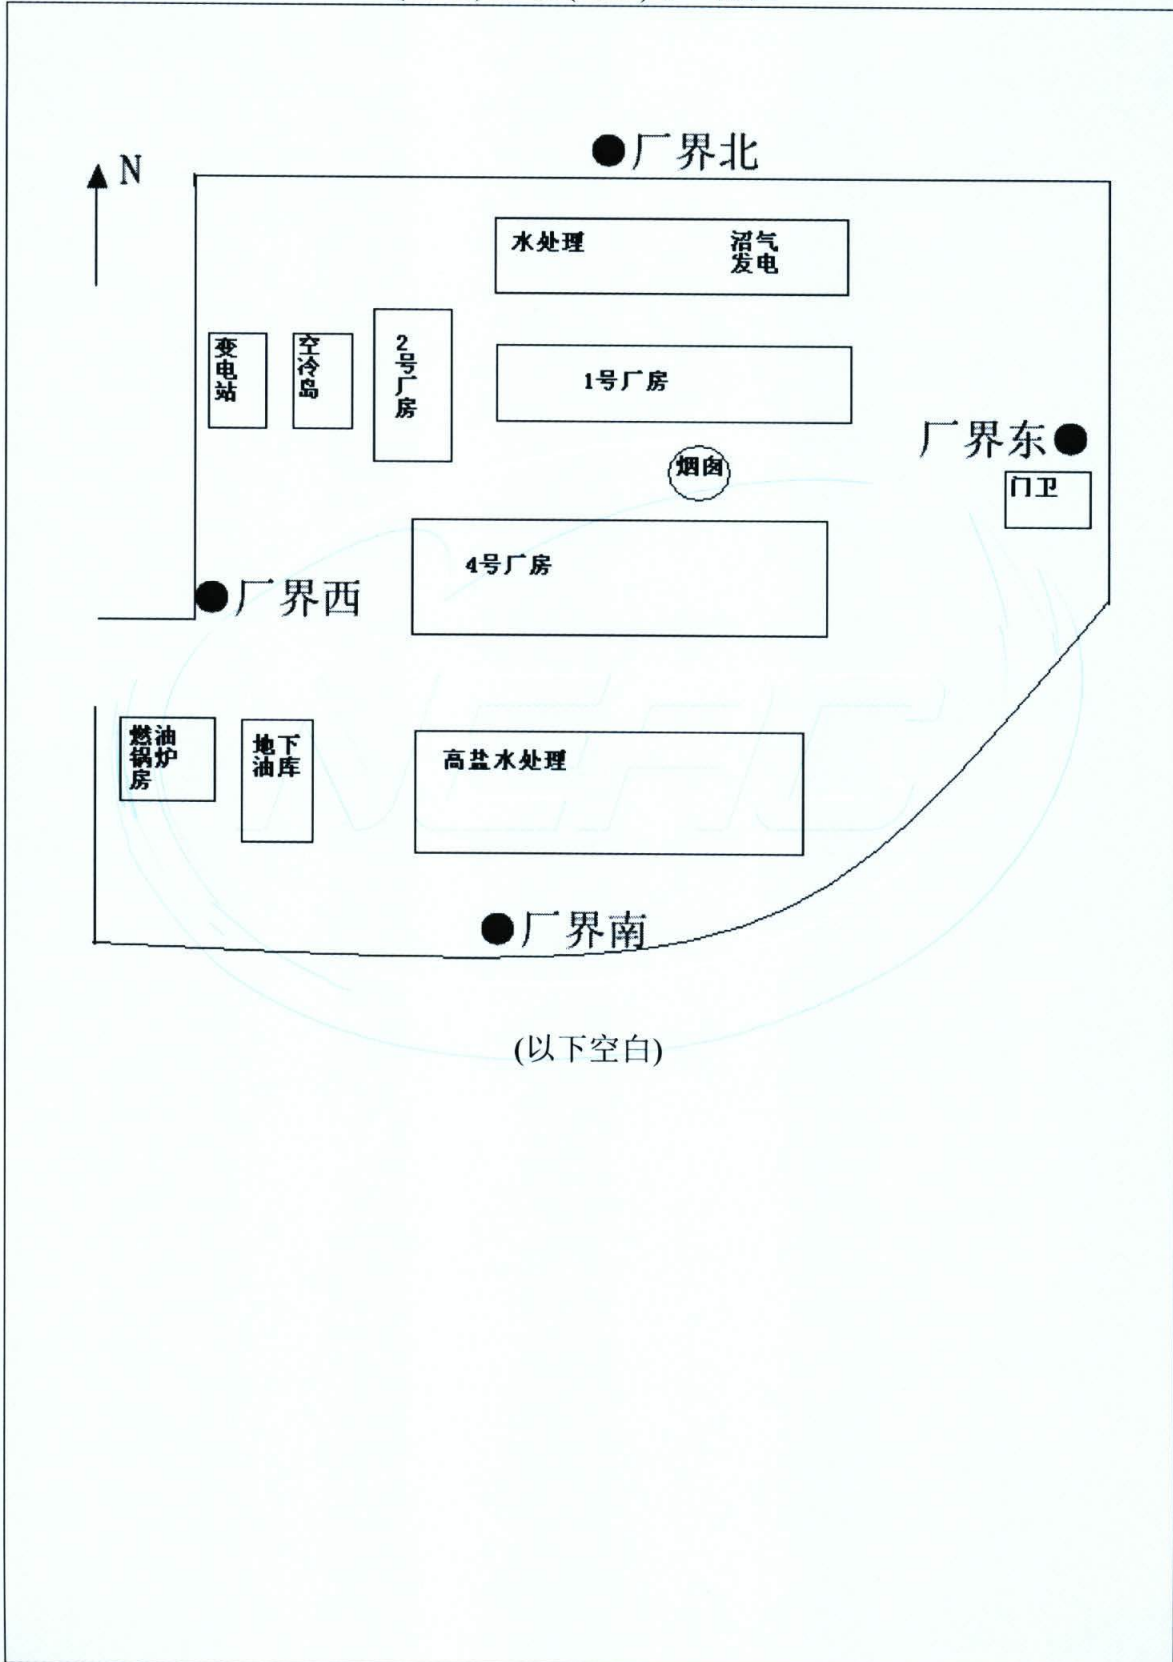 N
●厂界北
水处理
沼气
发电
变电站
空冷岛
2号厂房
1号厂房
厂界东●
烟囱
门卫
4号厂房
●厂界西
燃油
锅炉
房
地下
油库
高盐水处理
●厂界南
(以下空白)
NCAC